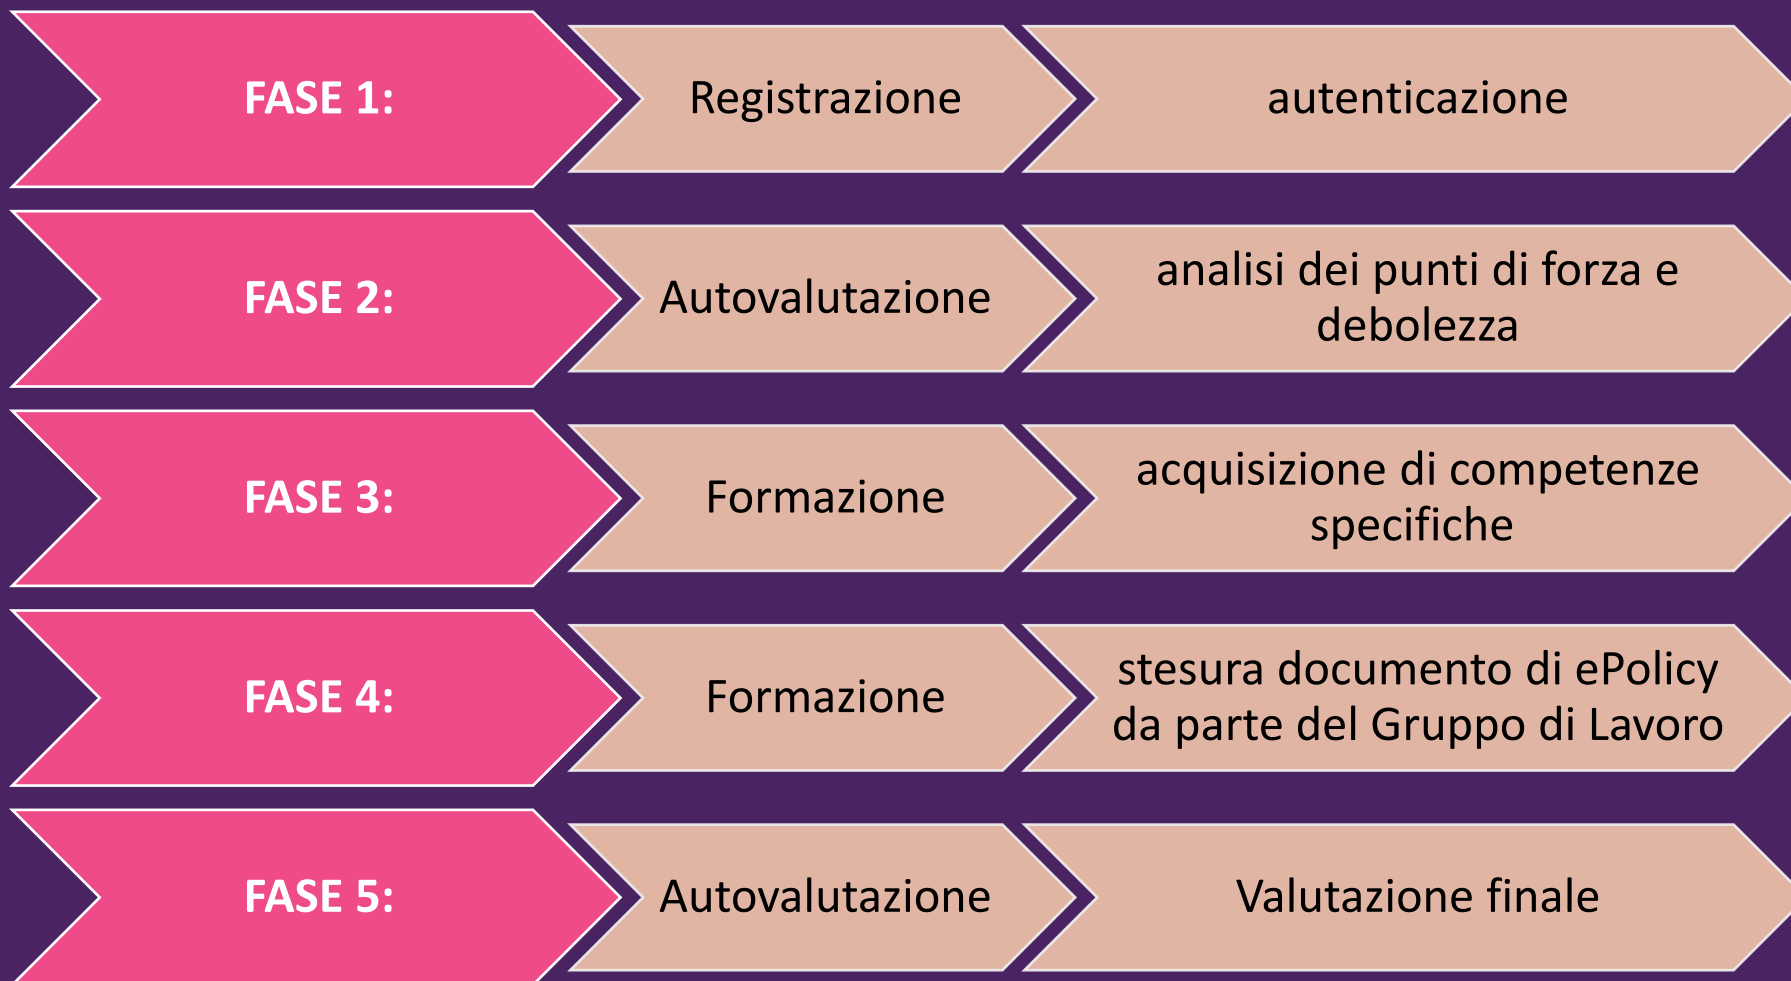 FASE 1:
Registrazione
autenticazione
FASE 2:
Autovalutazione
analisi dei punti di forza e
debolezza
FASE 3:
Formazione
acquisizione di competenze
specifiche
FASE 4:
Formazione
stesura documento di ePolicy
da parte del Gruppo di Lavoro
FASE 5:
Autovalutazione
Valutazione finale